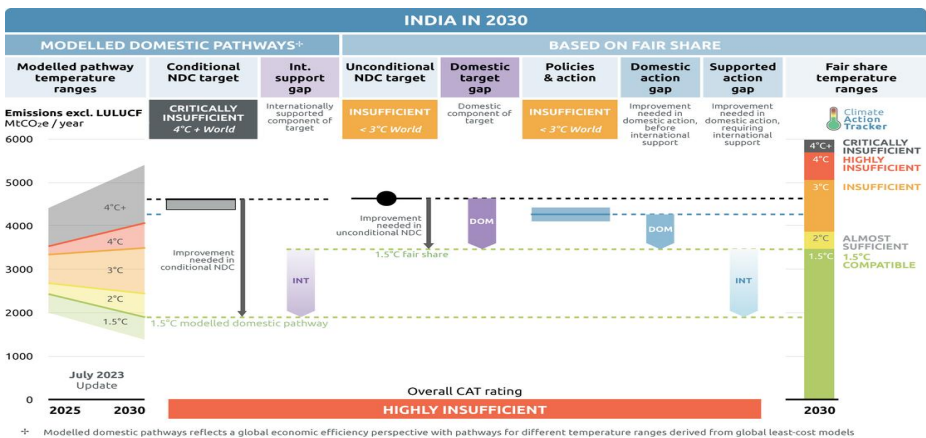 INDIA IN 2030
MODELLED DOMESTIC PATHWAYS⊹
BASED ON FAIR SHARE
Modelled pathway
temperature
ranges
Conditional
NDC target
Int.
support
gap
Unconditional
NDC target
Domestic
target
gap
Policies
& action
Domestic
action
gap
Supported
action
gap
Fair share
temperature
ranges
Emissions excl. LULUCF
MtCO₂e / year
CRITICALLY
INSUFFICIENT
4°C + World
Internationally
supported
component of
target
INSUFFICIENT
< 3°C World
Domestic
component of
target
INSUFFICIENT
< 3°C World
Improvement
needed in
domestic action,
before
international
support
Improvement
needed in
domestic action,
requiring
international
support
Climate
Action
Tracker
6000
5000
4000
3000
2000
1000
0
4°C+
4°C
3°C
2°C
1.5°C
Improvement
needed in
conditional NDC
INT
Improvement
needed in
unconditional NDC
1.5°C fair share
DOM
DOM
INT
1.5°C modelled domestic pathway
4°C+
CRITICALLY
INSUFFICIENT
4°C
HIGHLY
INSUFFICIENT
3°C
INSUFFICIENT
2°C
ALMOST
SUFFICIENT
1.5°C
1.5°C
COMPATIBLE
July 2023
Update
2025
2030
Overall CAT rating
HIGHLY INSUFFICIENT
2030
⊹ Modelled domestic pathways reflects a global economic efficiency perspective with pathways for different temperature ranges derived from global least-cost models